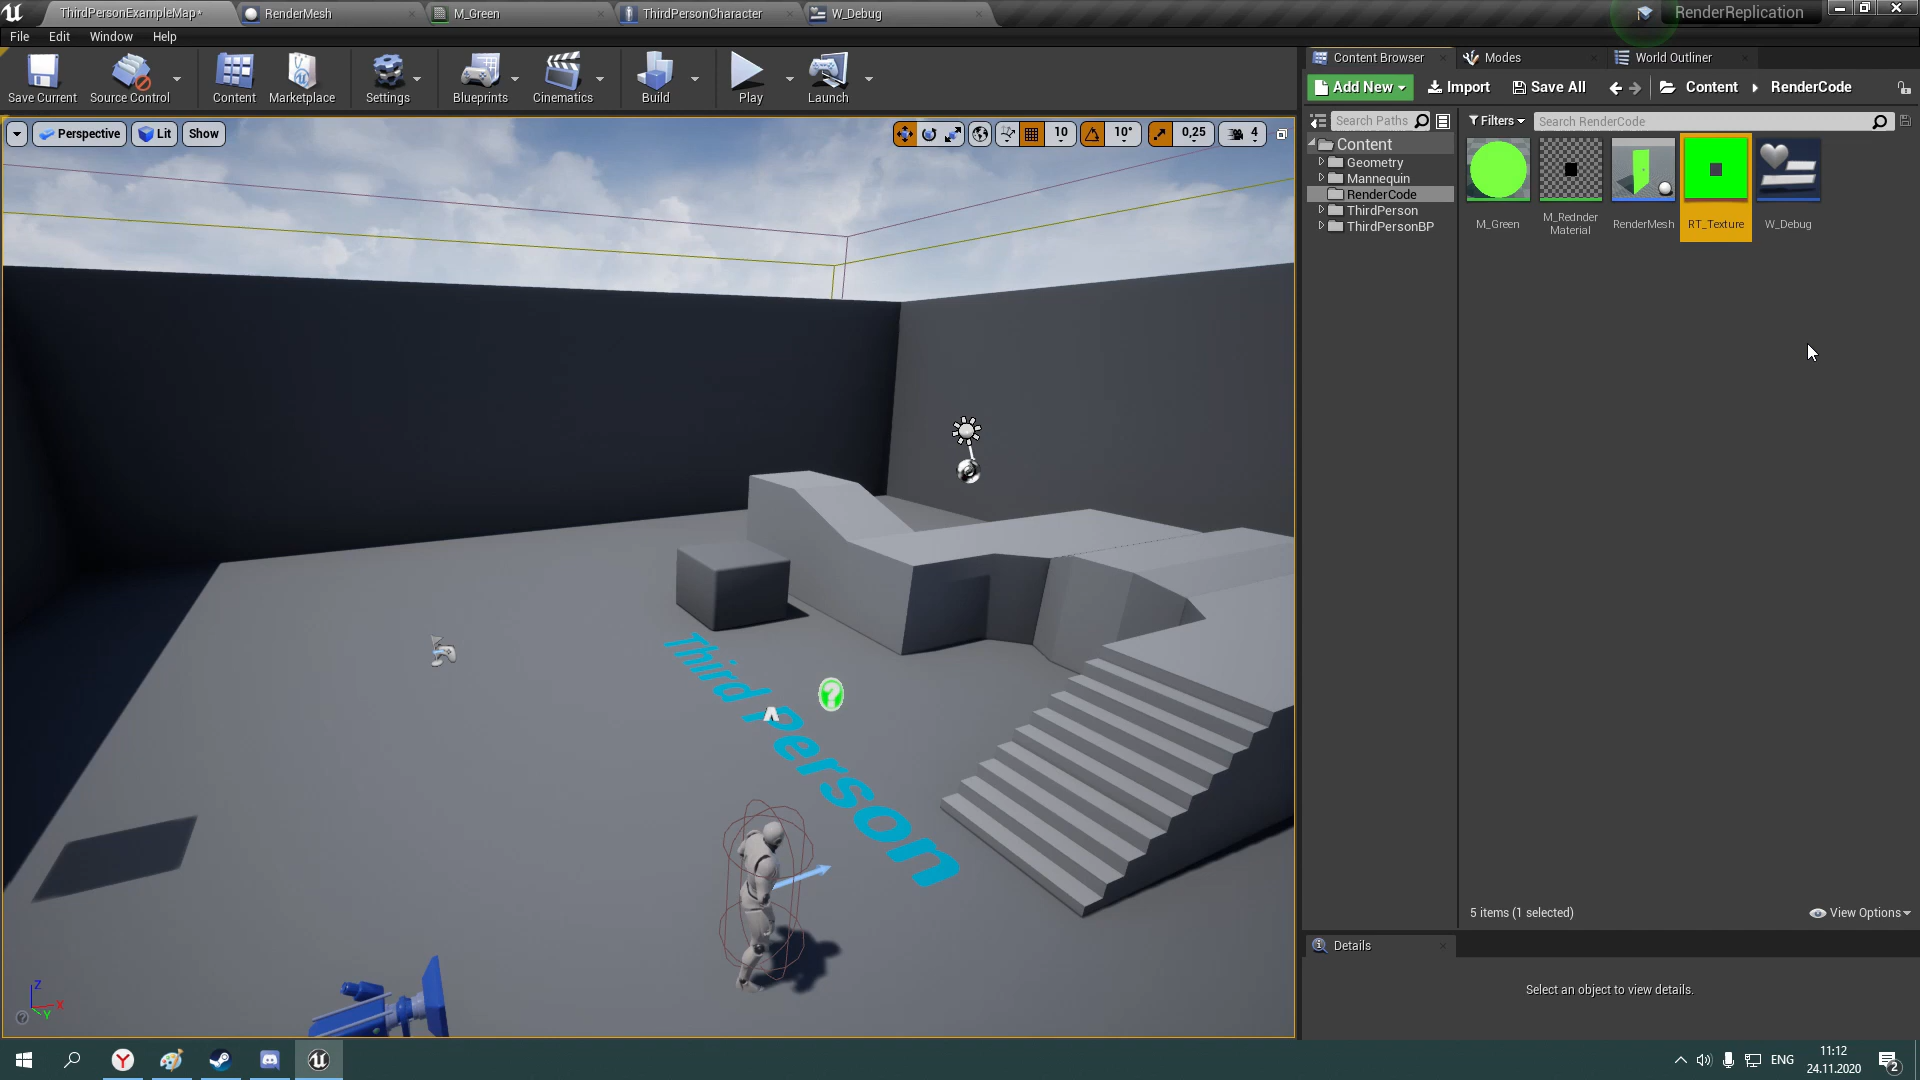 ThirdPersonExampleMap*
RenderMesh
M_Green
ThirdPersonCharacter
W_Debug
RenderReplication
File
Edit
Window
Help
Save Current
Source Control
Content
Marketplace
Settings
Blueprints
Cinematics
Build
Play
Launch
Perspective
Lit
Show
10
10°
0,25
4
Third Person
Z
X
Y
Content Browser
Modes
World Outliner
Add New
Import
Save All
Content
RenderCode
Search Paths
Filters
Search RenderCode
Content
Geometry
Mannequin
RenderCode
ThirdPerson
ThirdPersonBP
M_Green
M_Rednder
Material
RenderMesh
RT_Texture
W_Debug
5 items (1 selected)
View Options
Details
Select an object to view details.
ENG
11:12
24.11.2020
2